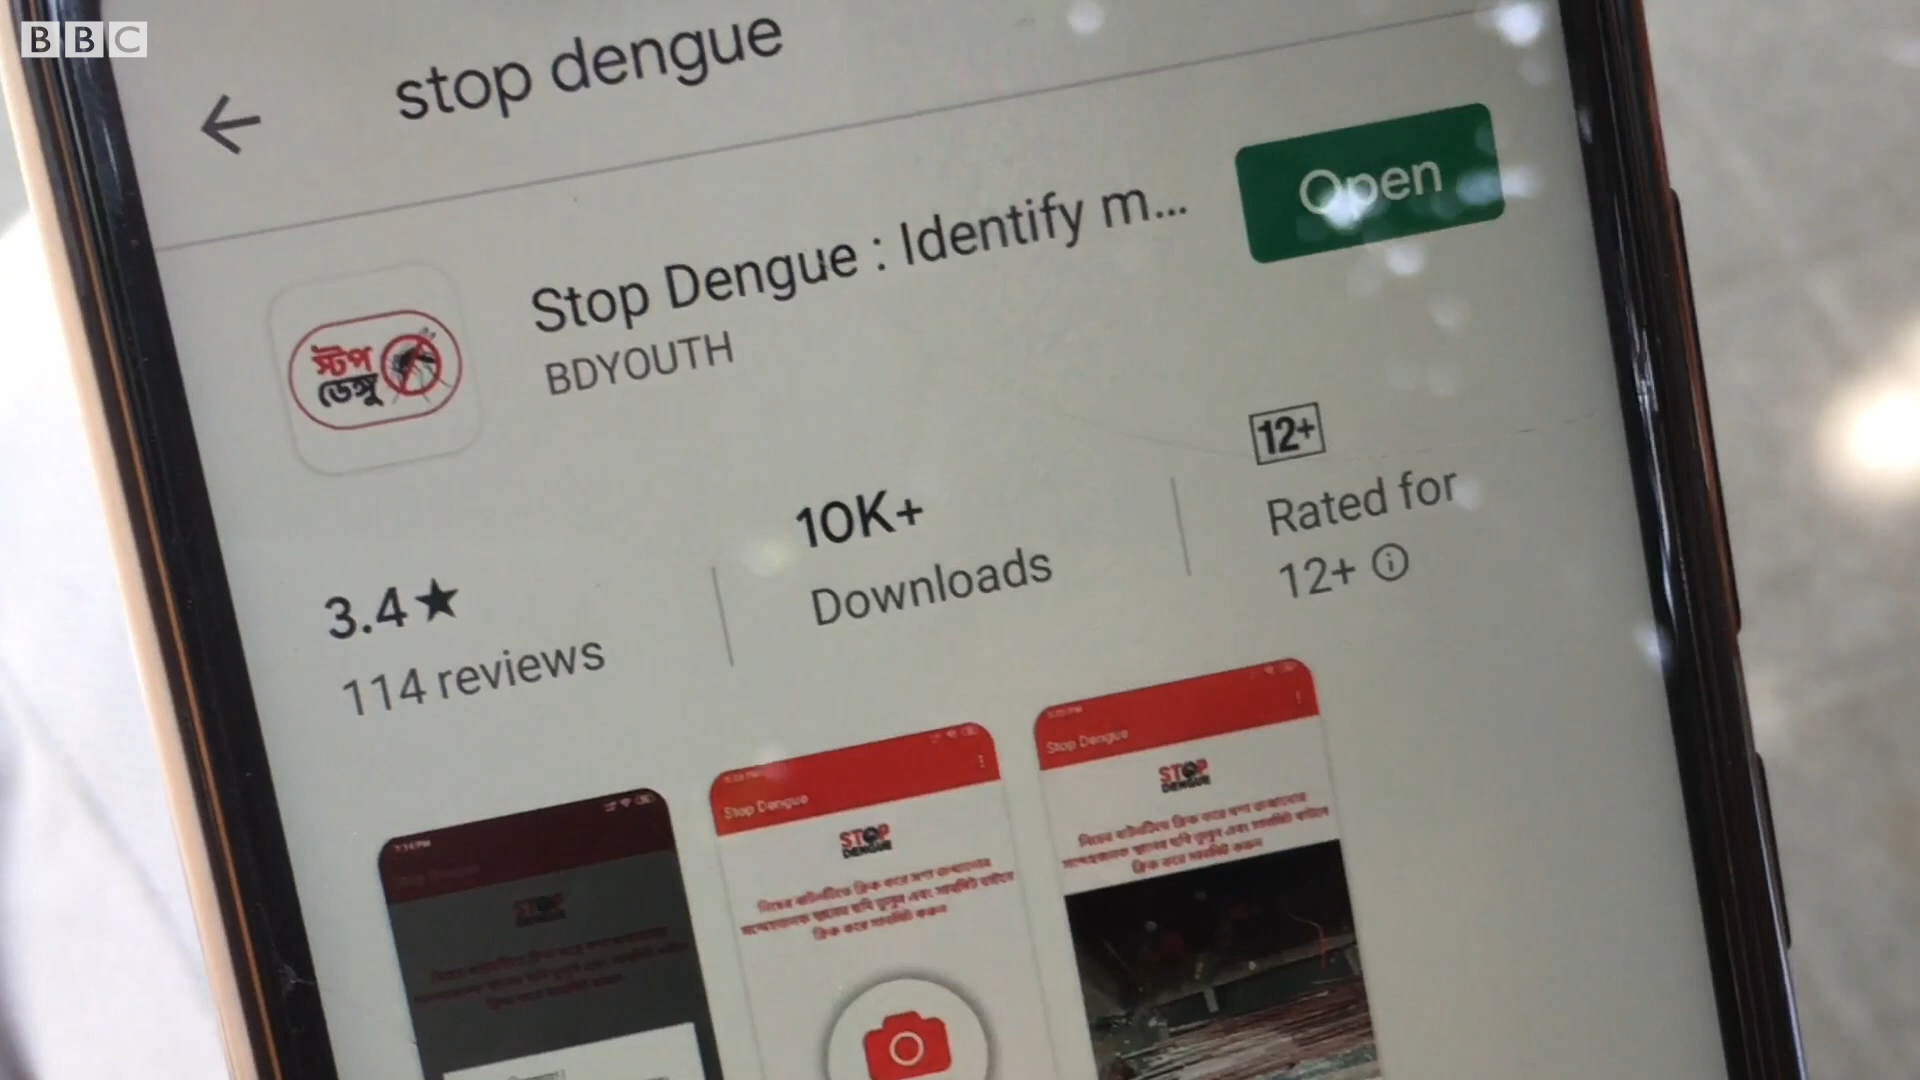 BBC
stop dengue
Stop Dengue : Identify m...
Open
BDYOUTH
স্টপ
ডেঙ্গু
12+
Rated for
12+
10K+
Downloads
3.4★
114 reviews
Stop Dengue
STOP
DENGUE
Stop Dengue
STOP
DENGUE